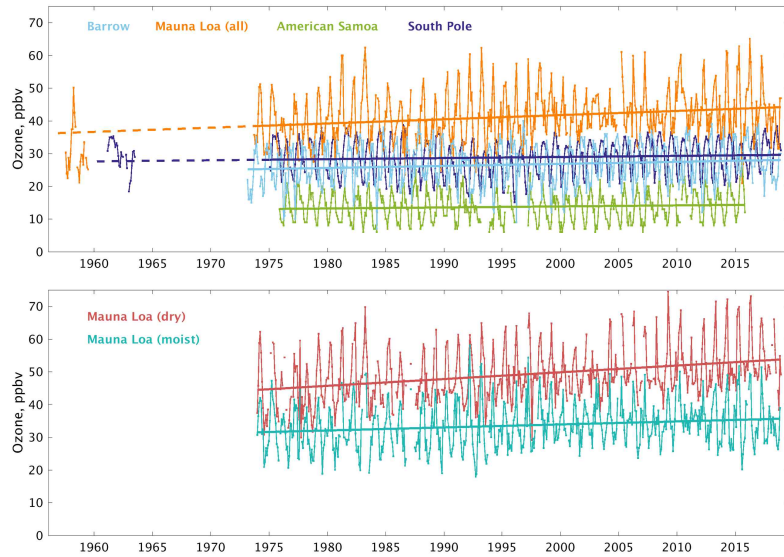 70
60
50
40
30
20
10
0
Ozone, ppbv
Barrow Mauna Loa (all) American Samoa South Pole
1960 1965 1970 1975 1980 1985 1990 1995 2000 2005 2010 2015
70
60
50
40
30
20
10
0
Ozone, ppbv
Mauna Loa (dry)
Mauna Loa (moist)
1960 1965 1970 1975 1980 1985 1990 1995 2000 2005 2010 2015